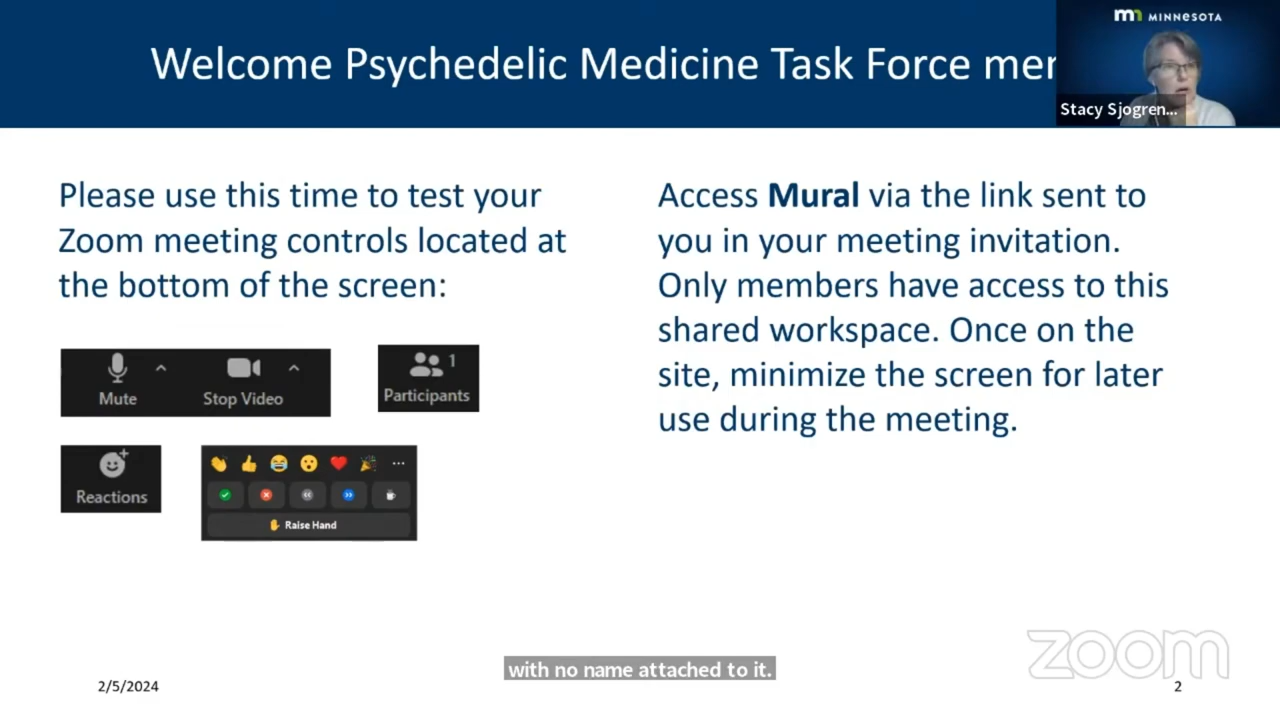 Welcome Psychedelic Medicine Task Force mem
MINNESOTA
Stacy Sjogren...
Please use this time to test your
Zoom meeting controls located at
the bottom of the screen:
Mute
Stop Video
1
Participants
Reactions
Raise Hand
Access Mural via the link sent to
you in your meeting invitation.
Only members have access to this
shared workspace. Once on the
site, minimize the screen for later
use during the meeting.
with no name attached to it.
zoom
2/5/2024
2